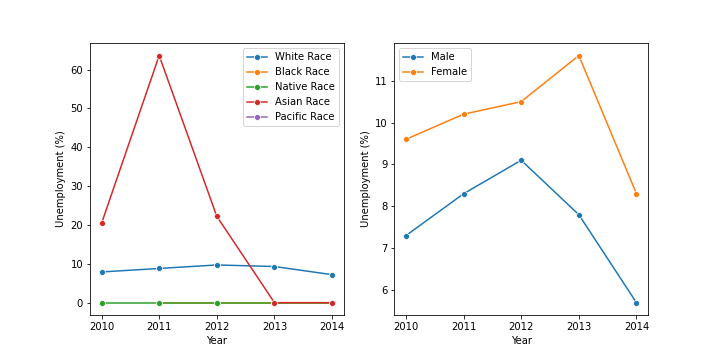 60
50
40
30
20
10
0
Unemployment (%)
2010 2011 2012 2013 2014
Year
White Race
Black Race
Native Race
Asian Race
Pacific Race
11
10
9
8
7
6
Unemployment (%)
2010 2011 2012 2013 2014
Year
Male
Female